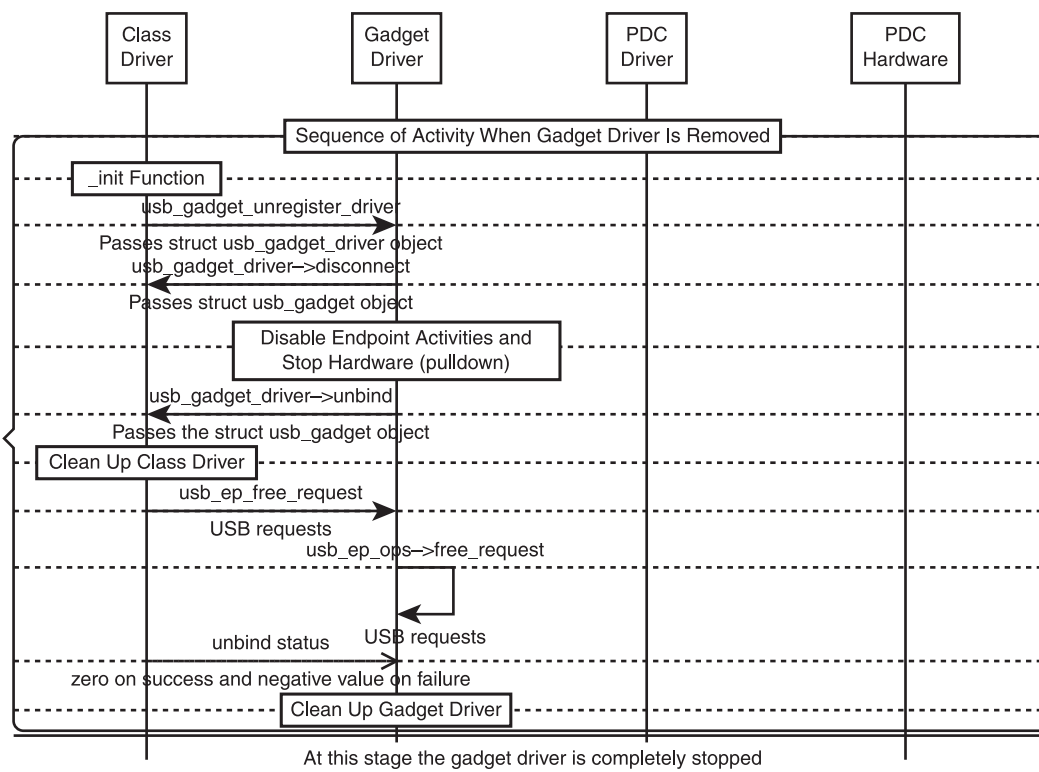 Class
Driver
Gadget
Driver
PDC
Driver
PDC
Hardware
Sequence of Activity When Gadget Driver Is Removed
_init Function
usb_gadget_unregister_driver
Passes struct usb_gadget_driver object
usb_gadget_driver–>disconnect
Passes struct usb_gadget object
Disable Endpoint Activities and
Stop Hardware (pulldown)
usb_gadget_driver–>unbind
Passes the struct usb_gadget object
Clean Up Class Driver
usb_ep_free_request
USB requests
usb_ep_ops–>free_request
USB requests
unbind status
zero on success and negative value on failure
Clean Up Gadget Driver
At this stage the gadget driver is completely stopped